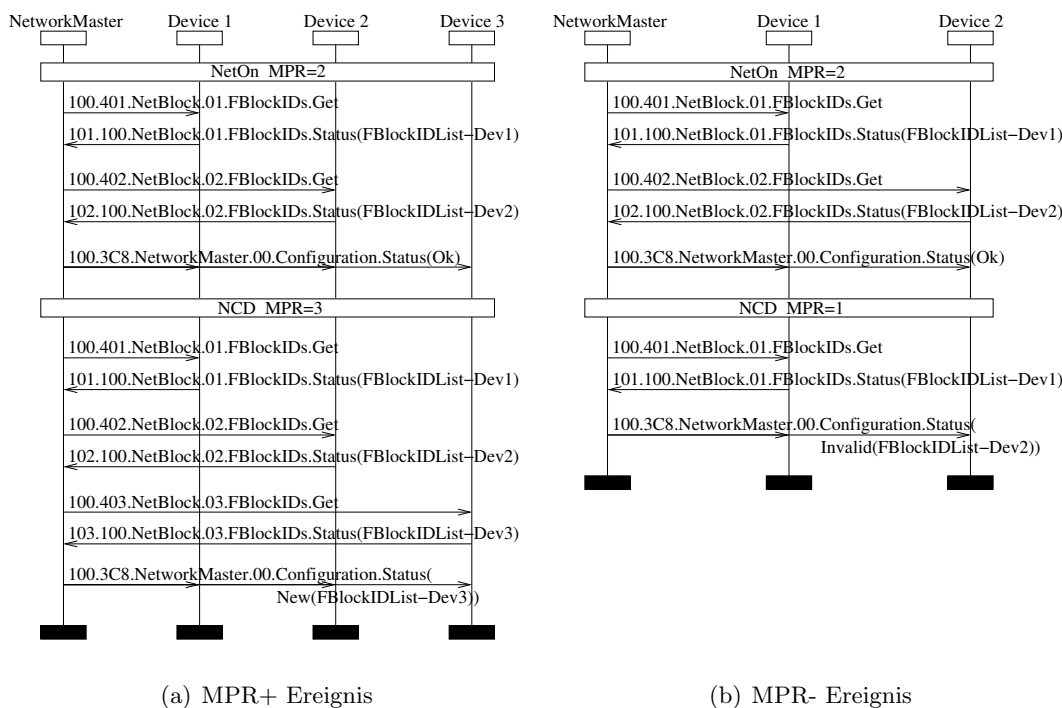 NetworkMaster Device 1 Device 2 Device 3
NetOn MPR=2
100.401.NetBlock.01.FBlockIDs.Get
101.100.NetBlock.01.FBlockIDs.Status(FBlockIDList-Dev1)
100.402.NetBlock.02.FBlockIDs.Get
102.100.NetBlock.02.FBlockIDs.Status(FBlockIDList-Dev2)
100.3C8.NetworkMaster.00.Configuration.Status(Ok)
NCD MPR=3
100.401.NetBlock.01.FBlockIDs.Get
101.100.NetBlock.01.FBlockIDs.Status(FBlockIDList-Dev1)
100.402.NetBlock.02.FBlockIDs.Get
102.100.NetBlock.02.FBlockIDs.Status(FBlockIDList-Dev2)
100.403.NetBlock.03.FBlockIDs.Get
103.100.NetBlock.03.FBlockIDs.Status(FBlockIDList-Dev3)
100.3C8.NetworkMaster.00.Configuration.Status(
New(FBlockIDList-Dev3))
(a) MPR+ Ereignis
NetworkMaster Device 1 Device 2
NetOn MPR=2
100.401.NetBlock.01.FBlockIDs.Get
101.100.NetBlock.01.FBlockIDs.Status(FBlockIDList-Dev1)
100.402.NetBlock.02.FBlockIDs.Get
102.100.NetBlock.02.FBlockIDs.Status(FBlockIDList-Dev2)
100.3C8.NetworkMaster.00.Configuration.Status(Ok)
NCD MPR=1
100.401.NetBlock.01.FBlockIDs.Get
101.100.NetBlock.01.FBlockIDs.Status(FBlockIDList-Dev1)
100.3C8.NetworkMaster.00.Configuration.Status(
Invalid(FBlockIDList-Dev2))
(b) MPR- Ereignis